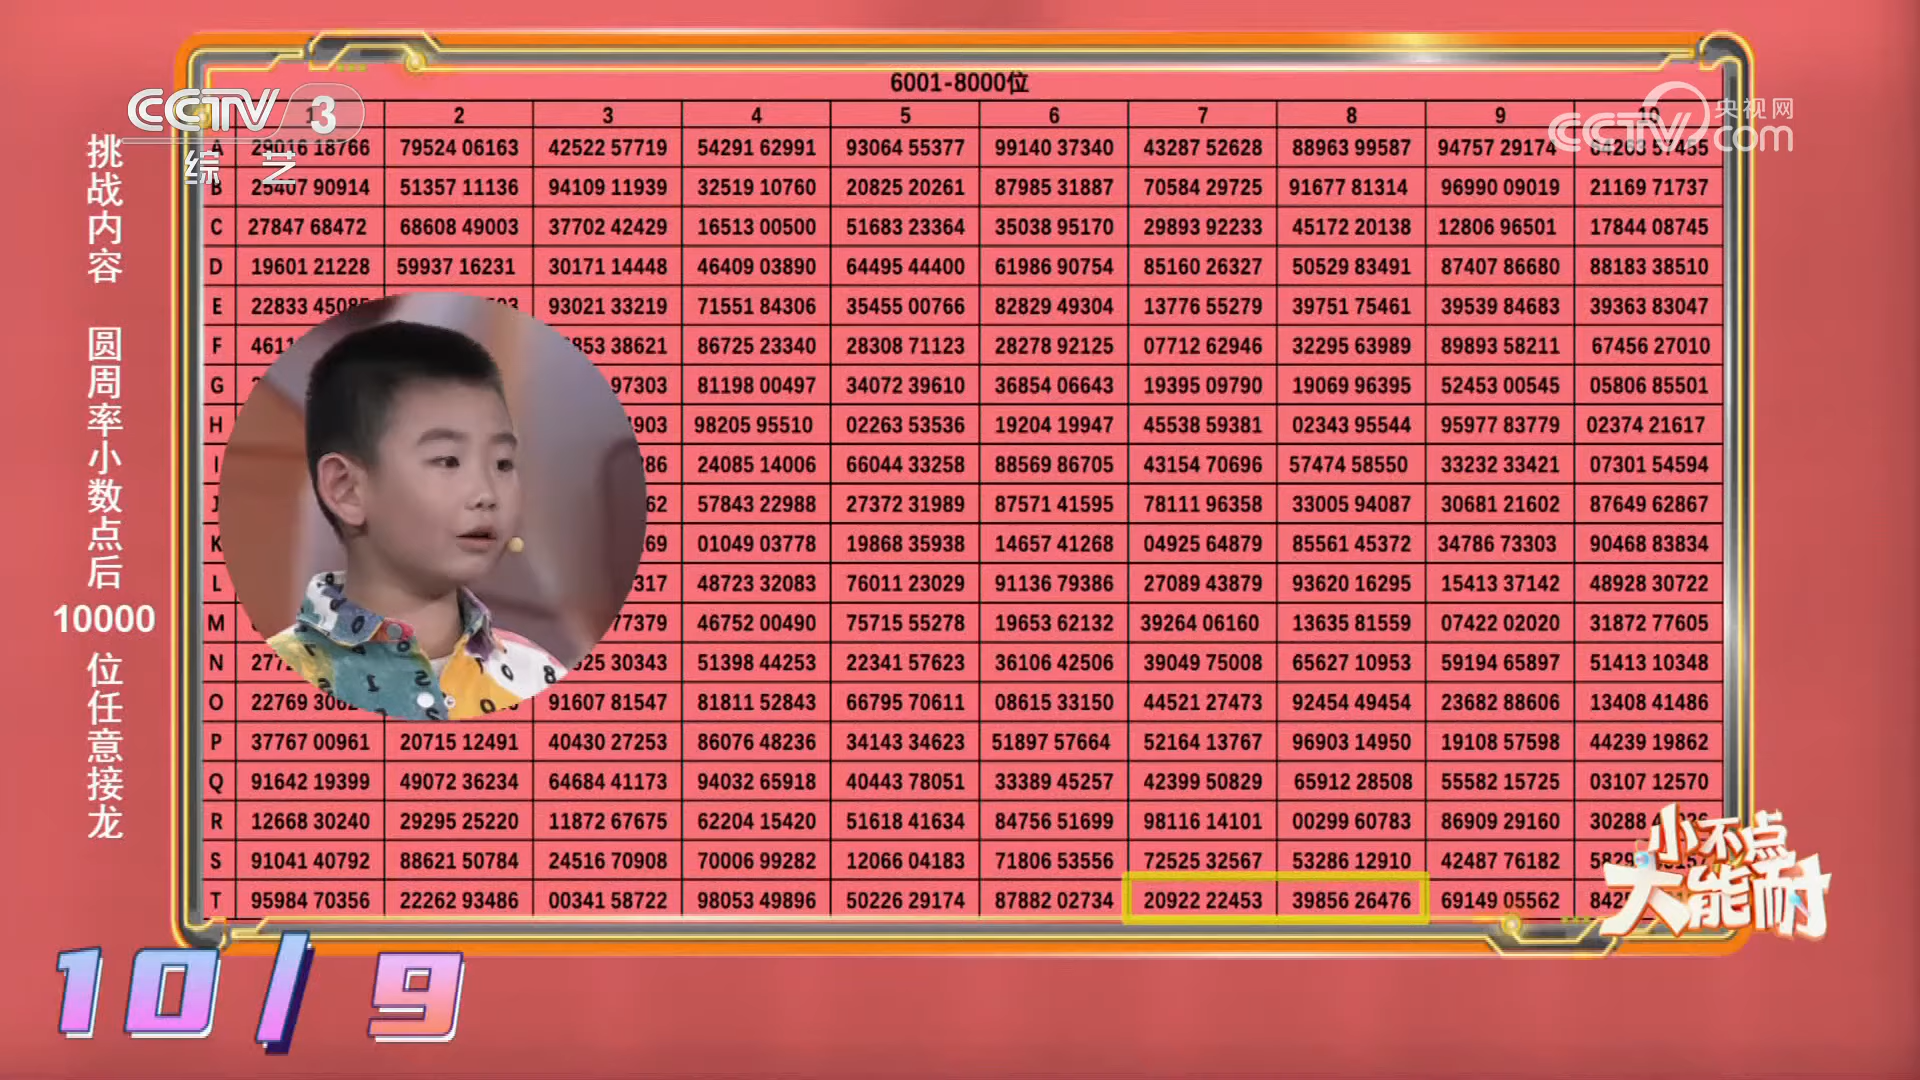 6001-8000位
1 2 3 4 5 6 7 8 9 10
A 29016 18766 79524 06163 42522 57719 54291 62991 93064 55377 99140 37340 43287 52628 88963 99587 94757 29174 64263 57455
B 25407 90914 51357 11136 94109 11939 32519 10760 20825 20261 87985 31887 70584 29725 91677 81314 96990 09019 21169 71737
C 27847 68472 68608 49003 37702 42429 16513 00500 51683 23364 35038 95170 29893 92233 45172 20138 12806 96501 17844 08745
D 19601 21228 59937 16231 30171 14448 46409 03890 64495 44400 61986 90754 85160 26327 50529 83491 87407 86680 88183 38510
E 22833 45085 93021 33219 71551 84306 35455 00766 82829 49304 13776 55279 39751 75461 39539 84683 39363 83047
F 38621 86725 23340 28308 71123 28278 92125 07712 62946 32295 63989 89893 58211 67456 27010
G 97303 81198 00497 34072 39610 36854 06643 19395 09790 19069 96395 52453 00545 05806 85501
H 98205 95510 02263 53536 19204 19947 45538 59381 02343 95544 95977 83779 02374 21617
I 24085 14006 66044 33258 88569 86705 43154 70696 57474 58550 33232 33421 07301 54594
J 57843 22988 27372 31989 87571 41595 78111 96358 33005 94087 30681 21602 87649 62867
K 01049 03778 19868 35938 14657 41268 04925 64879 85561 45372 34786 73303 90468 83834
L 48723 32083 76011 23029 91136 79386 27089 43879 93620 16295 15413 37142 48928 30722
M 77379 46752 00490 75715 55278 19653 62132 39264 06160 13635 81559 07422 02020 31872 77605
N 30343 51398 44253 22341 57623 36106 42506 39049 75008 65627 10953 59194 65897 51413 10348
O 22769 91607 81547 81811 52843 66795 70611 08615 33150 44521 27473 92454 49454 23682 88606 13408 41486
P 37767 00961 20715 12491 40430 27253 86076 48236 34143 34623 51897 57664 52164 13767 96903 14950 19108 57598 44239 19862
Q 91642 19399 49072 36234 64684 41173 94032 65918 40443 78051 33389 45257 42399 50829 65912 28508 55582 15725 03107 12570
R 12668 30240 29295 25220 11872 67675 62204 15420 51618 41634 84756 51699 98116 14101 00299 60783 86909 29160 30288
S 91041 40792 88621 50784 24516 70908 70006 99282 12066 04183 71806 53556 72525 32567 53286 12910 42487 76182
T 95984 70356 22262 93486 00341 58722 98053 49896 50226 29174 87882 02734 20922 22453 39856 26476 69149 05562
CCTV 3
综艺
央视网
CCTV.com
挑战内容 圆周率小数点后10000位任意接龙
小不点
大能耐
10/9